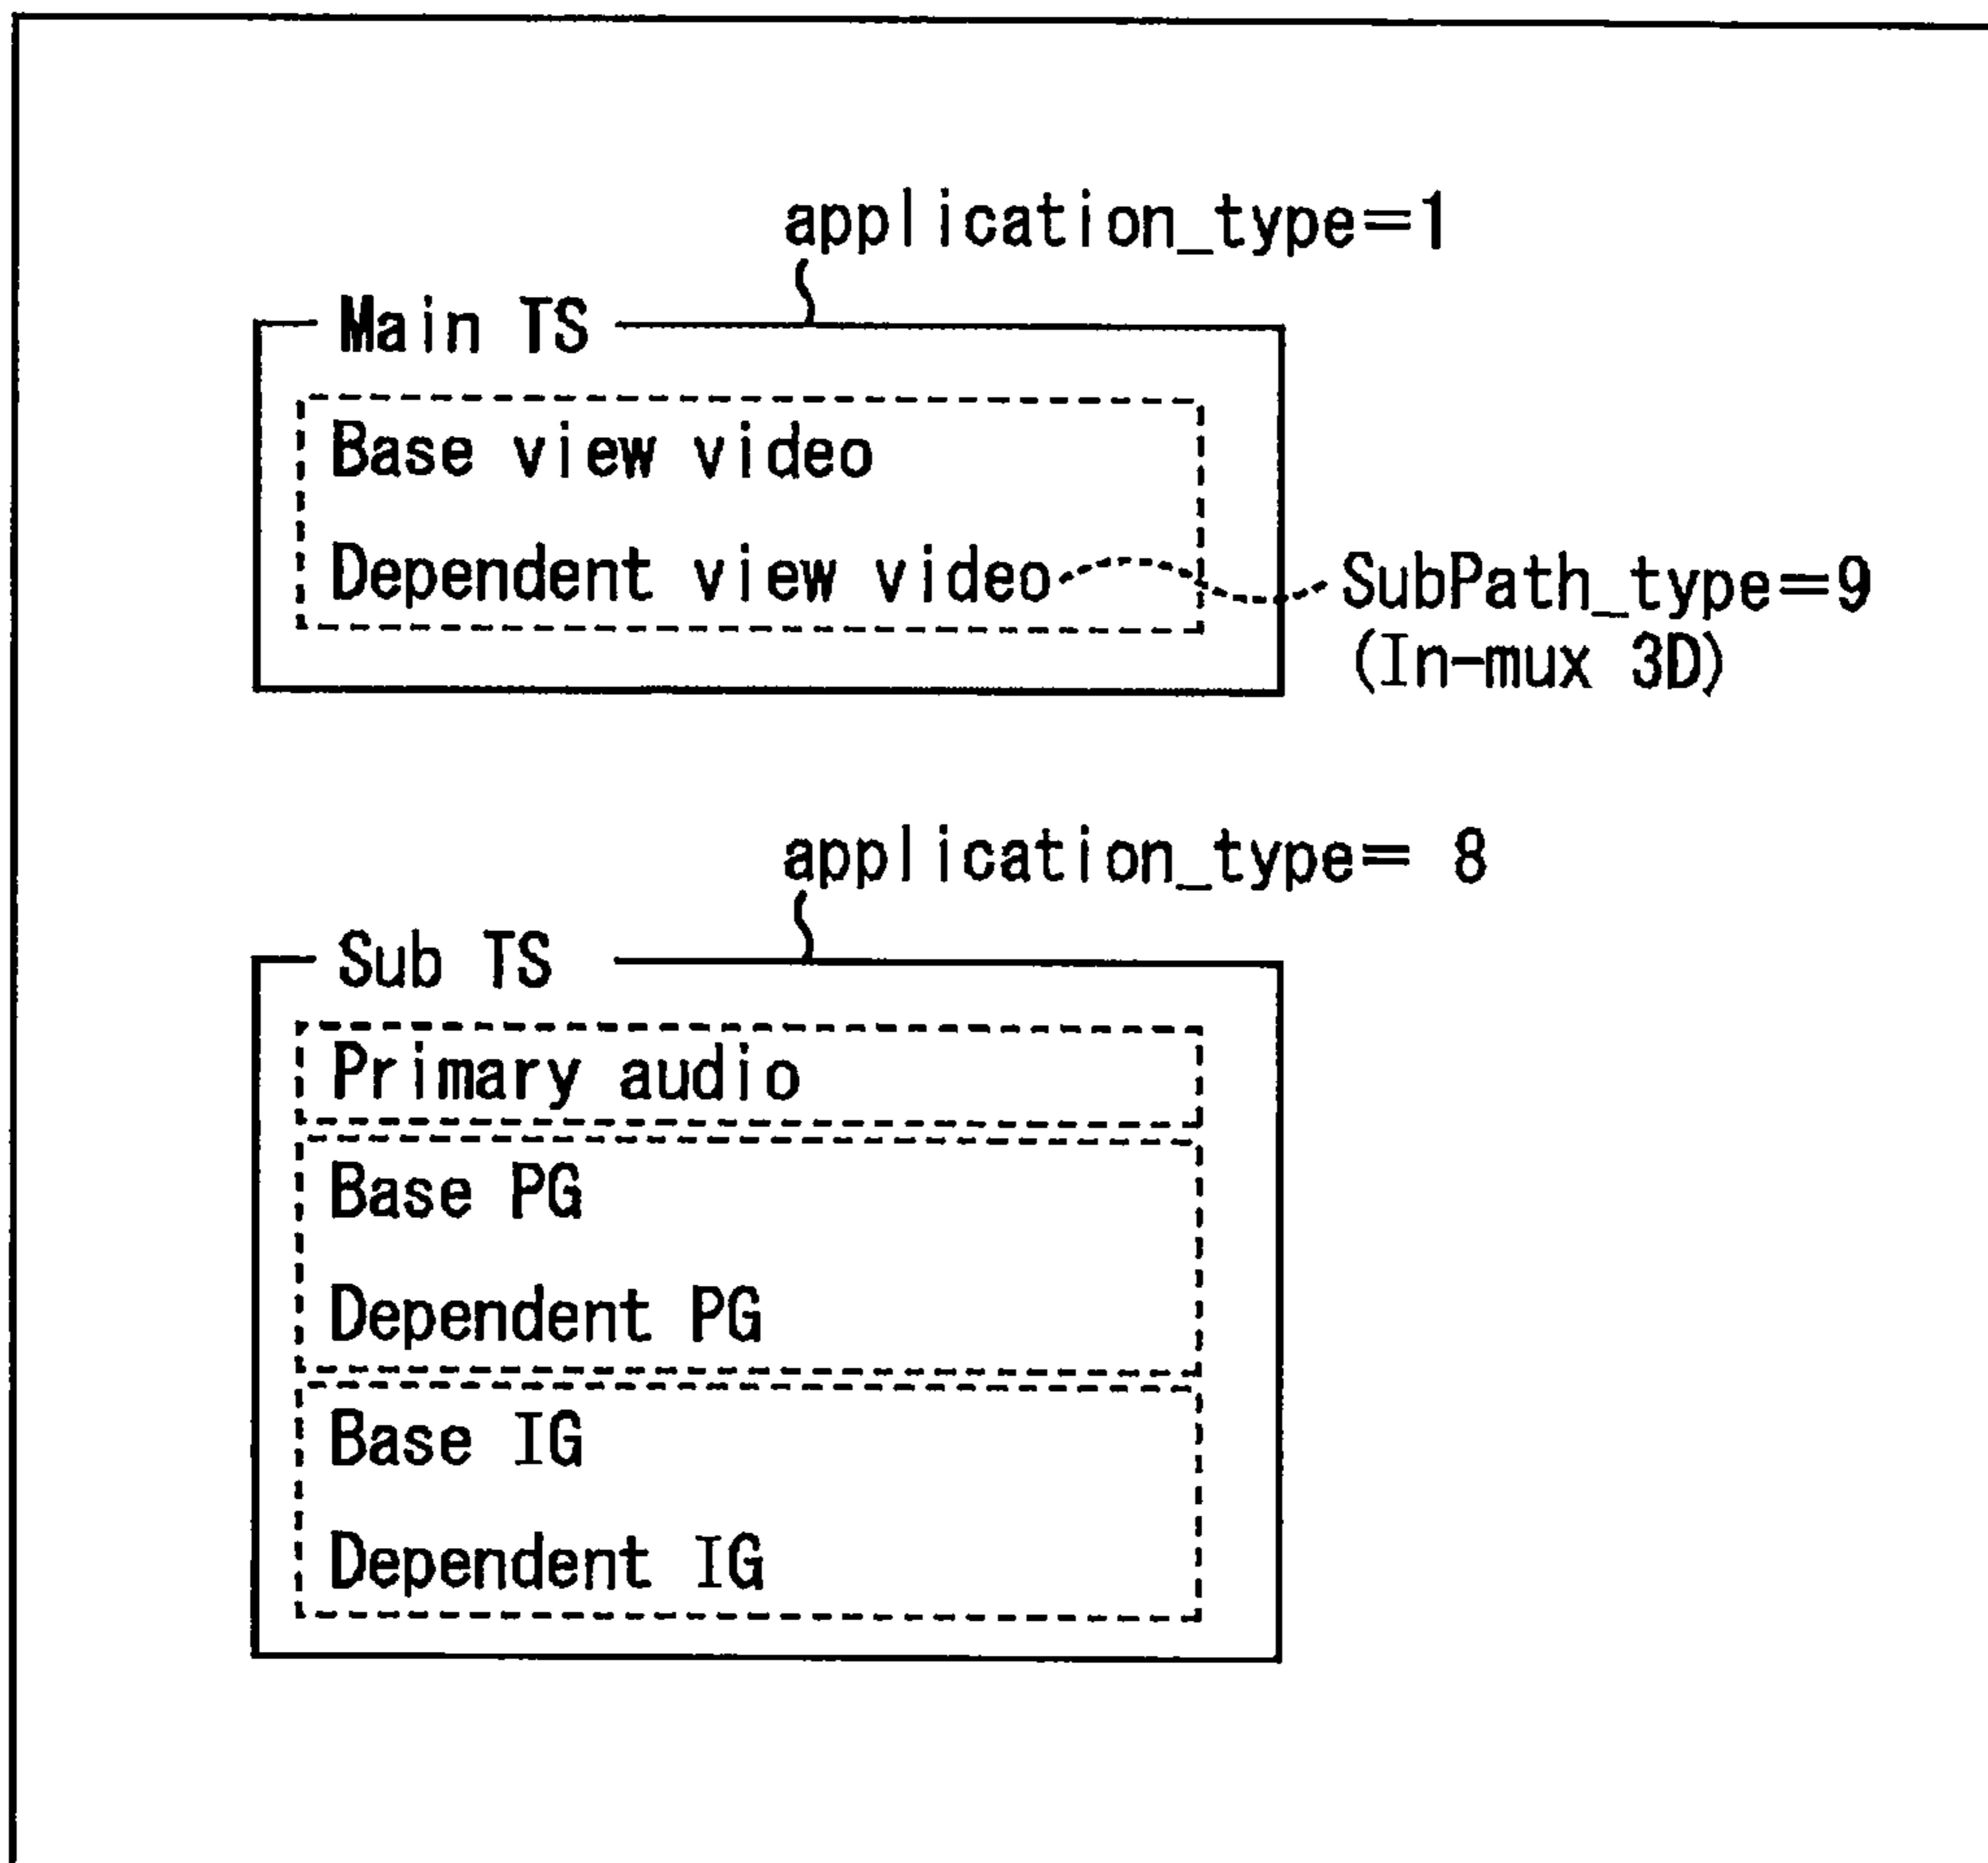 application_type=1
Main TS
Base view video
Dependent view video
SubPath_type=9
(In-mux 3D)
application_type= 8
Sub TS
Primary audio
Base PG
Dependent PG
Base IG
Dependent IG